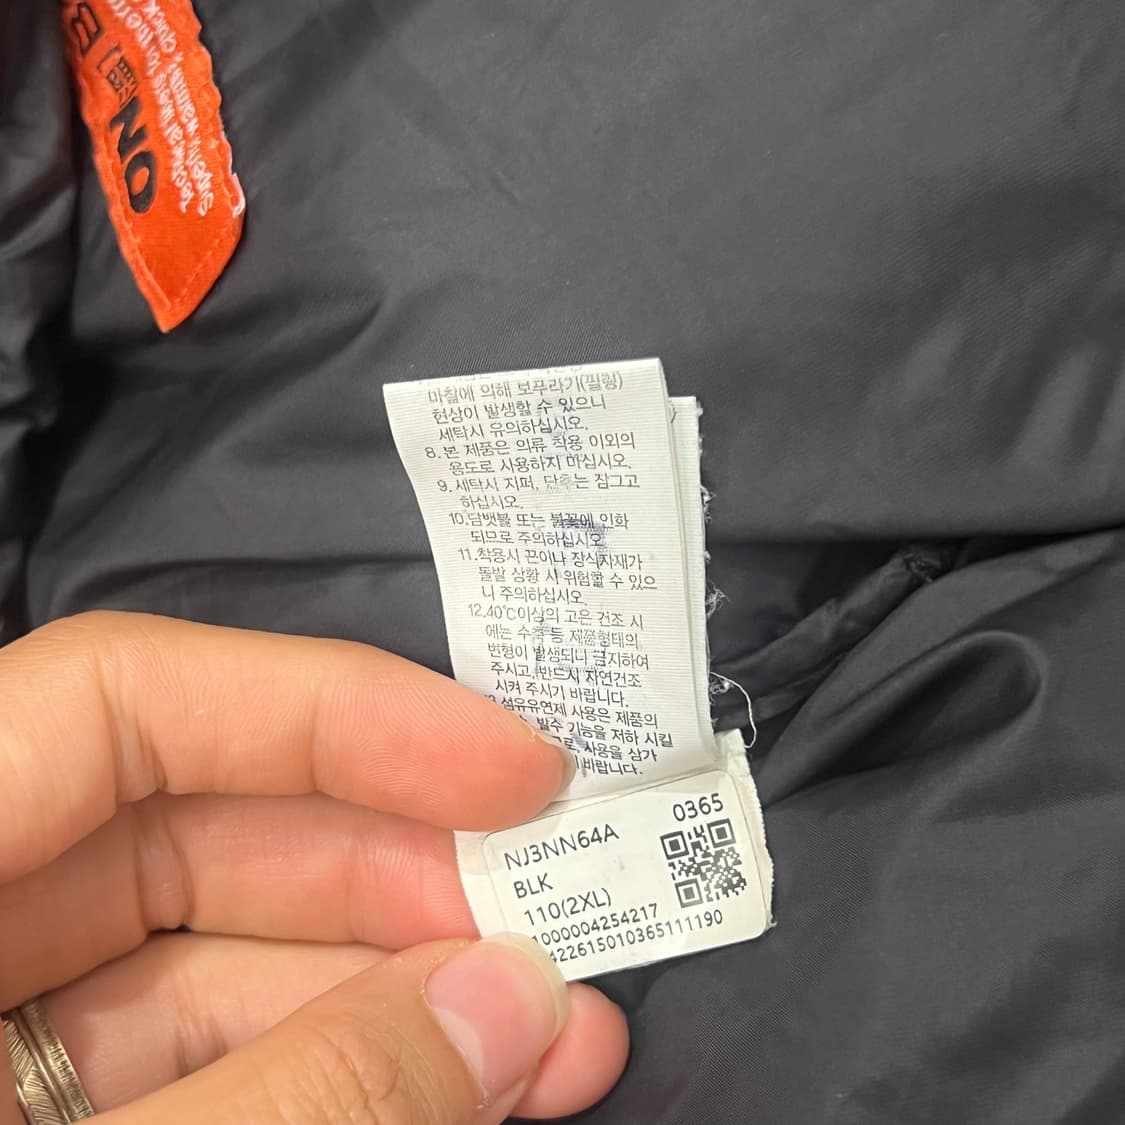 Technical wears for therm
Superb, warmth, quick
ON
마찰에 의해 보푸라기(필링)
현상이 발생할 수 있으니
세탁시 유의하십시오.
8.본 제품은 의류 착용 이외의
용도로 사용하지 마십시오.
9.세탁시 지퍼, 단추는 잠그고
하십시오.
10.담뱃불 또는 불꽃에 인화
되므로 주의하십시오
11.착용시 끈이나 장식자재가
돌발 상황 시 위험할 수 있으
니 주의하십시오.
12.40℃이상의 고온 건조 시
에는 수축 등 제품형태의
변형이 발생되니 금지하여
주시고, 반드시 자연건조
시켜 주시기 바랍니다.
섬유유연제 사용은 제품의
발수 기능을 저하 시킬
사용을 삼가
바랍니다.
0365
NJ3NN64A
BLK
110(2XL)
1000004254217
422615010365111190